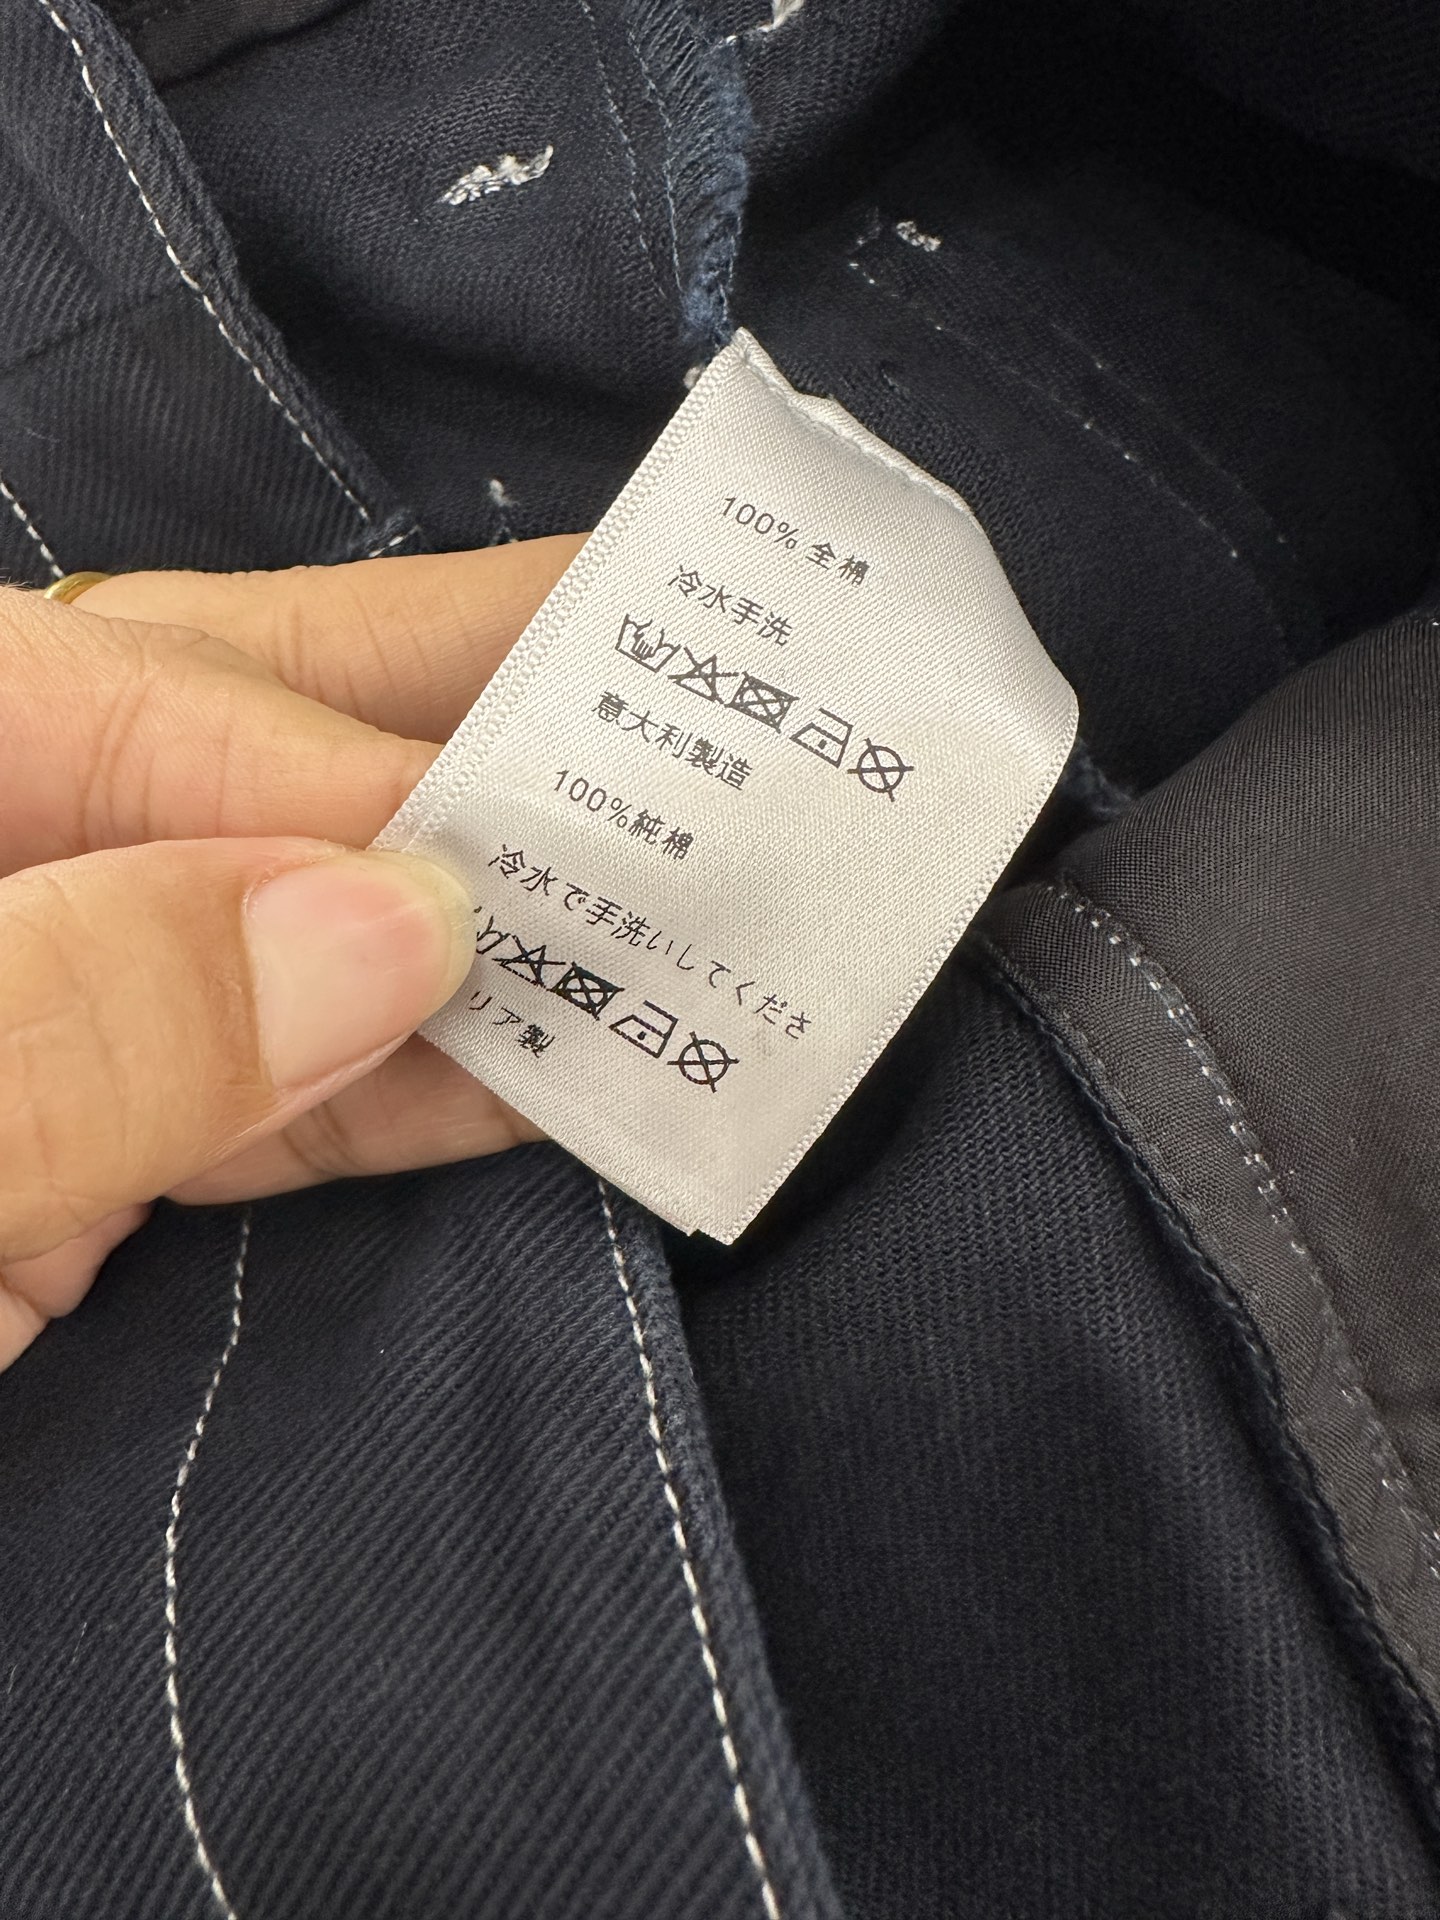 100% 全棉
冷水手洗
意大利製造
100%純棉
冷水で手洗いしてくださ
リア製